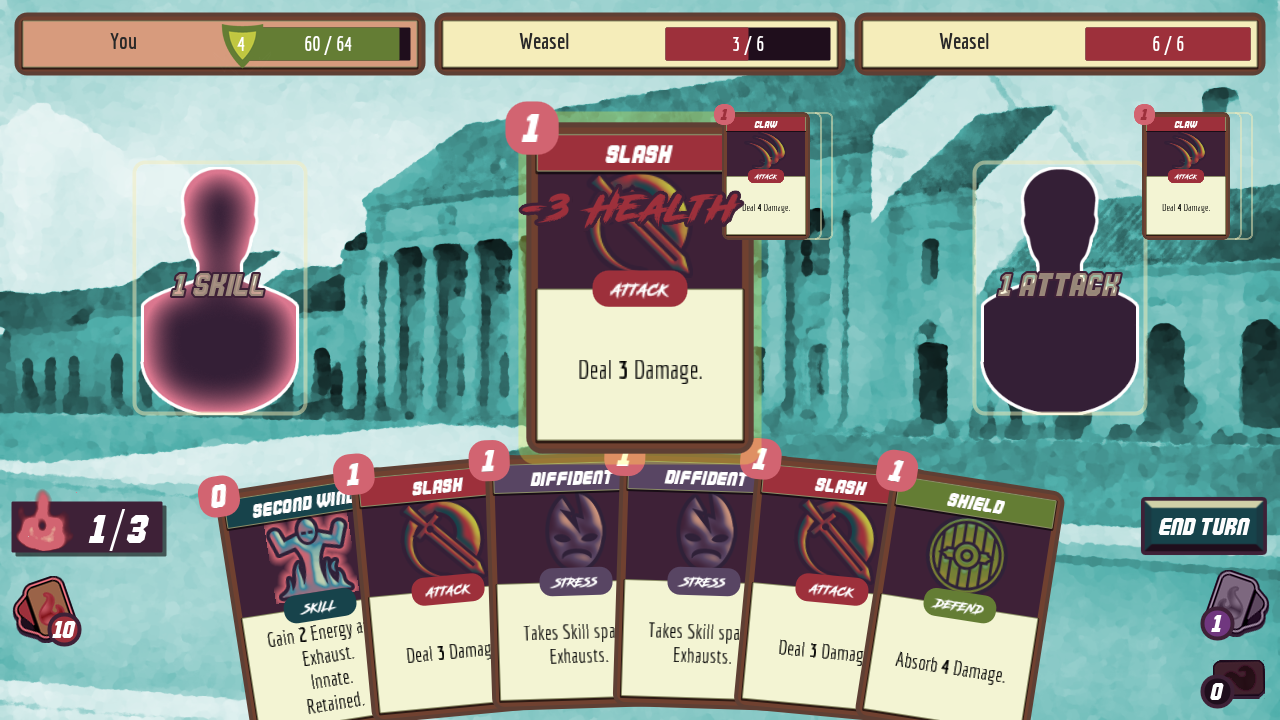 You
4
60 / 64
Weasel
3 / 6
Weasel
6 / 6
1
SLASH
-3 HEALTH
ATTACK
Deal 3 Damage.
1
CLAW
ATTACK
Deal 4 Damage.
1
CLAW
ATTACK
Deal 4 Damage.
1 SKILL
1 ATTACK
0
SECOND WIND
SKILL
Gain 2 Energy a
Exhaust.
Innate.
Retained.
1
SLASH
ATTACK
Deal 3 Damag
1
DIFFIDENT
STRESS
Takes Skill spa
Exhausts.
1
DIFFIDENT
STRESS
Takes Skill spa
Exhausts.
1
SLASH
ATTACK
Deal 3 Damag
1
SHIELD
DEFEND
Absorb 4 Damage.
1/3
10
END TURN
1
0